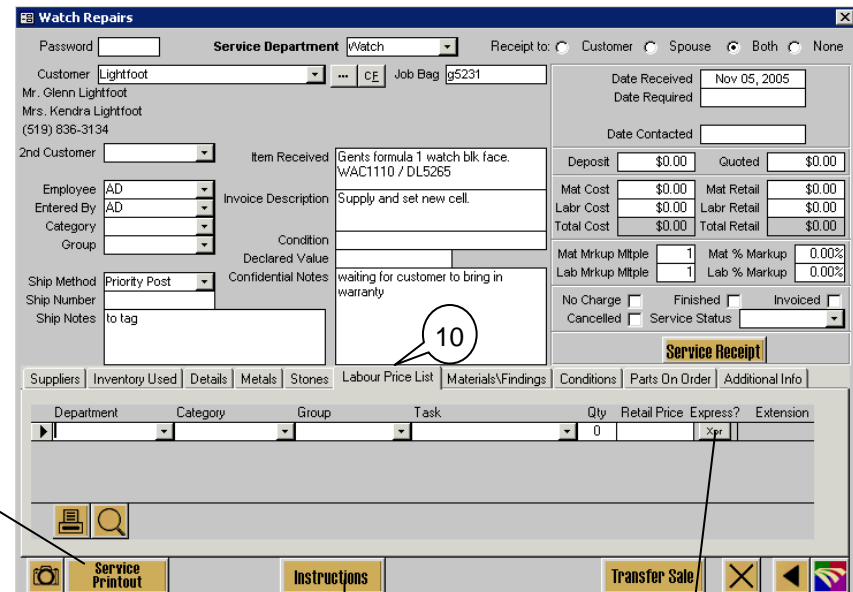 Watch Repairs
Password Service Department Watch Receipt to: Customer Spouse Both None
Customer Lightfoot ... CF Job Bag g5231
Mr. Glenn Lightfoot
Mrs. Kendra Lightfoot
(519) 836-3134
2nd Customer
Employee AD
Entered By AD
Category
Group
Ship Method Priority Post
Ship Number
Ship Notes to tag
Item Received Gents formula 1 watch blk face.
WAC1110 / DL5265
Invoice Description Supply and set new cell.
Condition
Declared Value
Confidential Notes waiting for customer to bring in
warranty
10
Date Received Nov 05, 2005
Date Required
Date Contacted
Deposit $0.00 Quoted $0.00
Mat Cost $0.00 Mat Retail $0.00
Labr Cost $0.00 Labr Retail $0.00
Total Cost $0.00 Total Retail $0.00
Mat Mrkup Mltple 1 Mat % Markup 0.00%
Lab Mrkup Mltple 1 Lab % Markup 0.00%
No Charge Finished Invoiced
Cancelled Service Status
Service Receipt
Suppliers Inventory Used Details Metals Stones Labour Price List Materials\Findings Conditions Parts On Order Additional Info
Department Category Group Task Qty Retail Price Express? Extension
0 Xpr
Service
Printout
Instructions
Transfer Sale